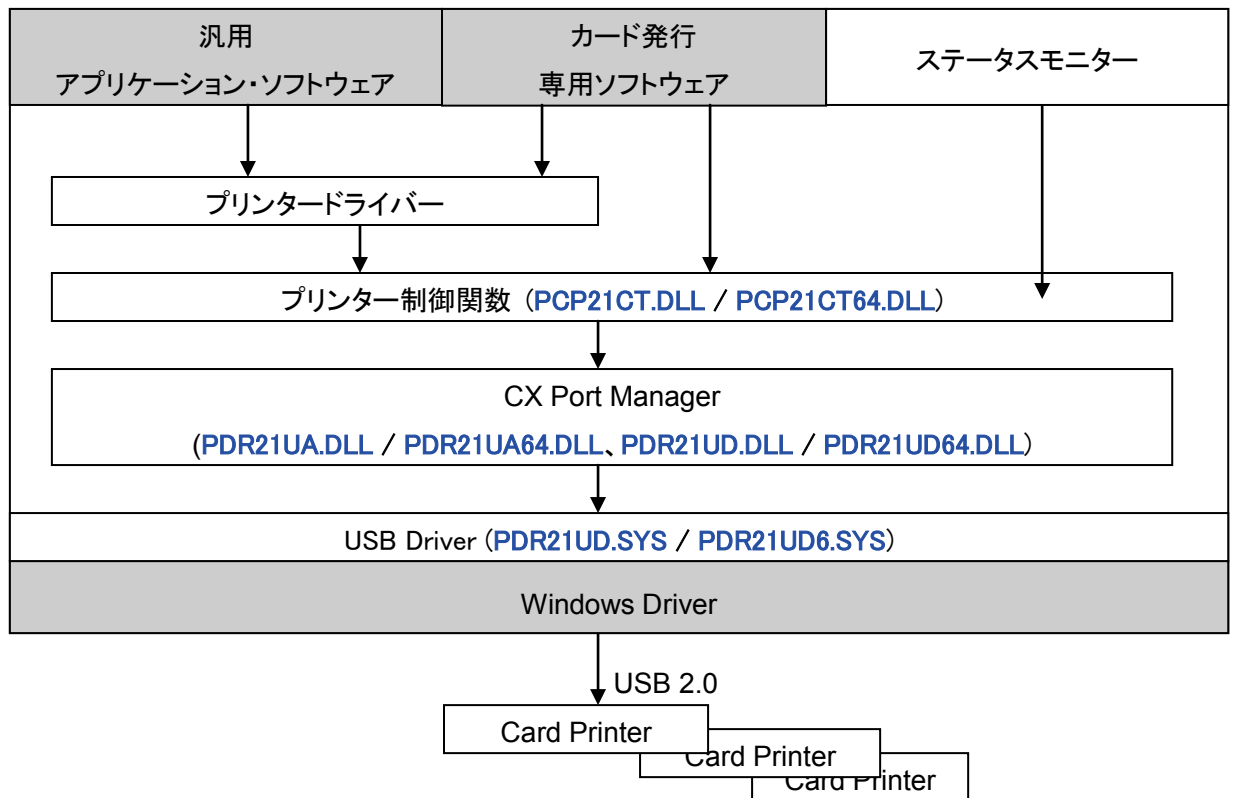 汎用
アプリケーション・ソフトウェア
カード発行
専用ソフトウェア
ステータスモニター
プリンタードライバー
プリンター制御関数 (PCP21CT.DLL / PCP21CT64.DLL)
CX Port Manager
(PDR21UA.DLL / PDR21UA64.DLL、PDR21UD.DLL / PDR21UD64.DLL)
USB Driver (PDR21UD.SYS / PDR21UD6.SYS)
Windows Driver
USB 2.0
Card Printer
Card Printer
Card Printer